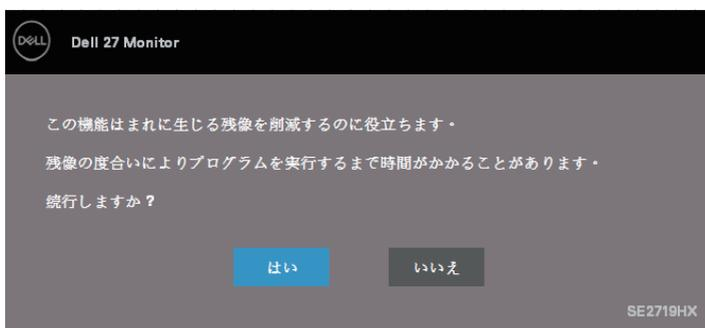 DELL
Dell 27 Monitor
この機能はまれに生じる残像を削減するのに役立ちます。
残像の度合いによりプログラムを実行するまで時間がかかることがあります。
続行しますか?
はい
いいえ
SE2719HX